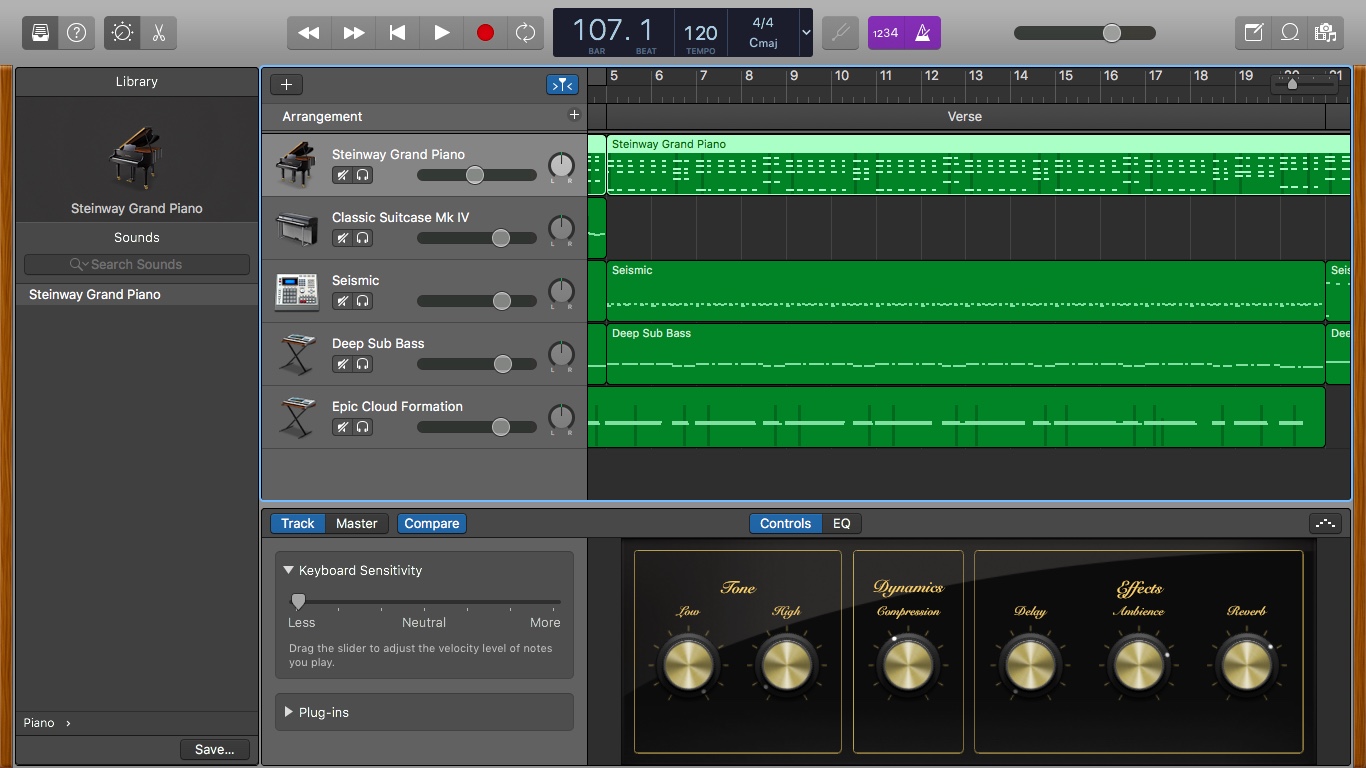 107. 1
BAR
BEAT
120
TEMPO
4/4
Cmaj
1234
Library
Steinway Grand Piano
Sounds
Search Sounds
Steinway Grand Piano
Piano
Save...
5 6 7 8 9 10 11 12 13 14 15 16 17 18 19 20 21
Arrangement
Verse
Steinway Grand Piano
L R
Steinway Grand Piano
Classic Suitcase Mk IV
L R
Seismic
L R
Seismic
Seis
Deep Sub Bass
L R
Deep Sub Bass
Dee
Epic Cloud Formation
L R
Track
Master
Compare
Controls
EQ
Keyboard Sensitivity
Less
Neutral
More
Drag the slider to adjust the velocity level of notes
you play.
Plug-ins
Tone
Low
High
Dynamics
Compression
Effects
Delay
Ambience
Reverb